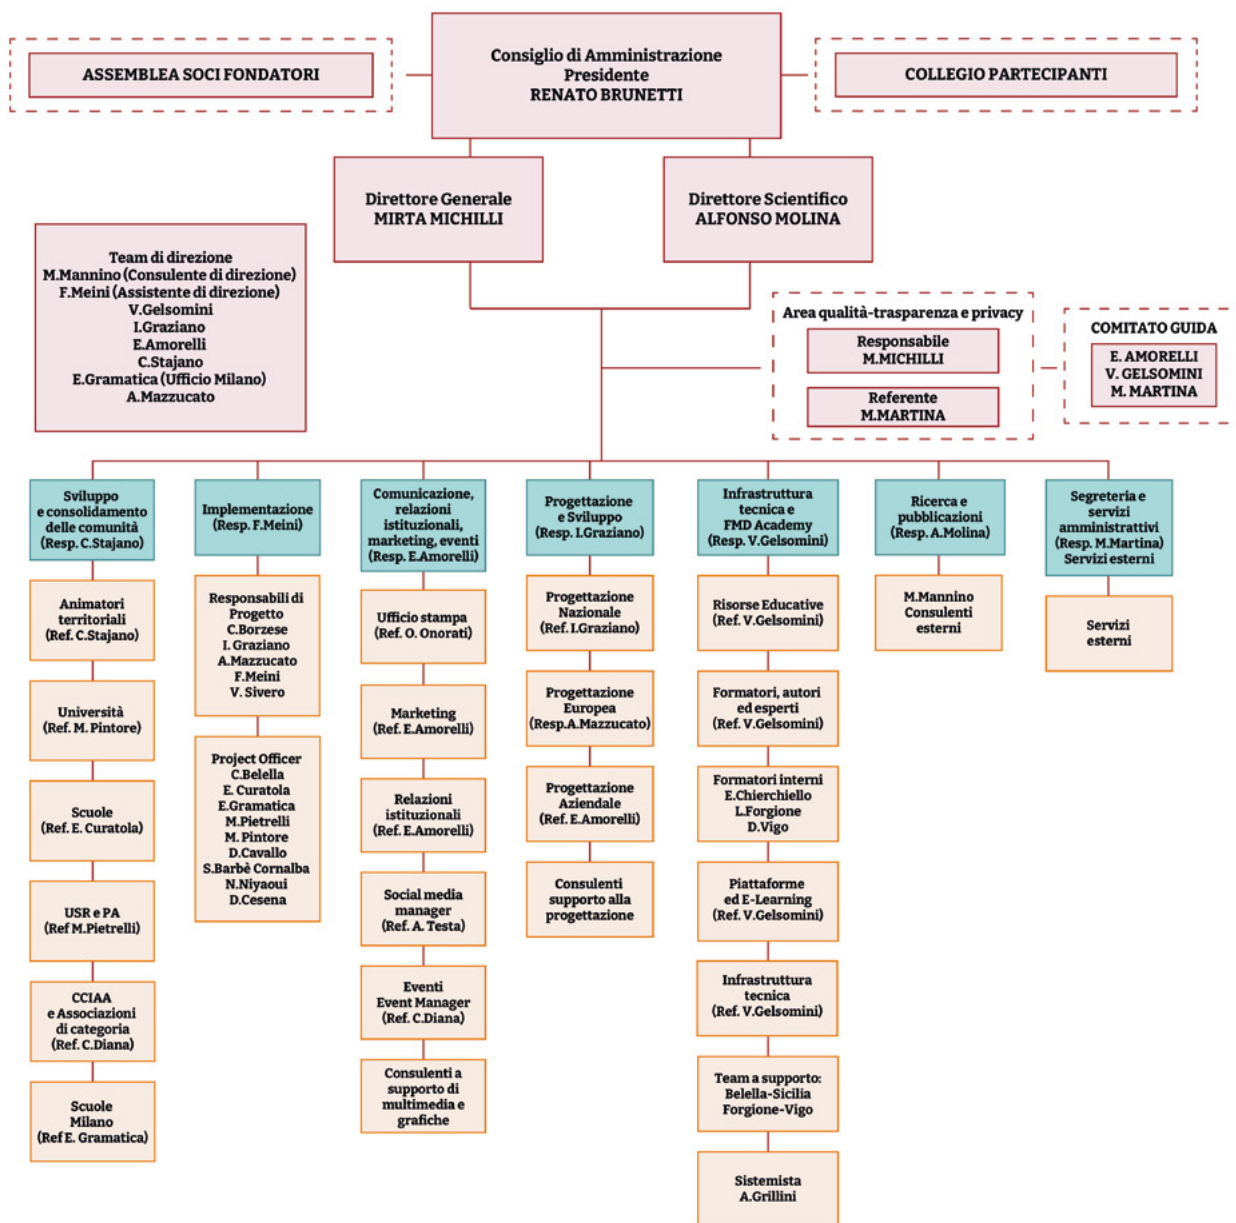 ASSEMBLEA SOCI FONDATORI
Consiglio di Amministrazione
Presidente
RENATO BRUNETTI
COLLEGIO PARTECIPANTI
Direttore Generale
MIRTA MICHILLI
Direttore Scientifico
ALFONSO MOLINA
Team di direzione
M.Mannino (Consulente di direzione)
F.Meini (Assistente di direzione)
V.Gelsomini
I.Graziano
E.Amorelli
C.Stajano
E.Gramatica (Ufficio Milano)
A.Mazzucato
Area qualità-trasparenza e privacy
Responsabile
M.MICHILLI
Referente
M.MARTINA
COMITATO GUIDA
E. AMORELLI
V. GELSOMINI
M. MARTINA
Sviluppo
e consolidamento
delle comunità
(Resp. C.Stajano)
Animatori
territoriali
(Ref. C.Stajano)
Università
(Ref. M. Pintore)
Scuole
(Ref. E. Curatola)
USR e PA
(Ref M.Pietrelli)
CCIAA
e Associazioni
di categoria
(Ref. C.Diana)
Scuole
Milano
(Ref E. Gramatica)
Implementazione
(Resp. F.Meini)
Responsabili di
Progetto
C.Borzese
I. Graziano
A.Mazzucato
F.Meini
V. Sivero
Project Officer
C.Belella
E. Curatola
E.Gramatica
M.Pietrelli
M. Pintore
D.Cavallo
S.Barbè Cornalba
N.Niyaoui
D.Cesena
Comunicazione,
relazioni
istituzionali,
marketing, eventi
(Resp. E.Amorelli)
Ufficio stampa
(Ref. O. Onorati)
Marketing
(Ref. E.Amorelli)
Relazioni
istituzionali
(Ref. E.Amorelli)
Social media
manager
(Ref. A. Testa)
Eventi
Event Manager
(Ref. C.Diana)
Consulenti a
supporto di
multimedia e
grafiche
Progettazione
e Sviluppo
(Resp. I.Graziano)
Progettazione
Nazionale
(Ref. I.Graziano)
Progettazione
Europea
(Resp.A.Mazzucato)
Progettazione
Aziendale
(Ref. E.Amorelli)
Consulenti
supporto alla
progettazione
Infrastruttura
tecnica e
FMD Academy
(Resp. V.Gelsomini)
Risorse Educative
(Ref. V.Gelsomini)
Formatori, autori
ed esperti
(Ref. V.Gelsomini)
Formatori interni
E.Chierchiello
L.Forgione
D.Vigo
Piattaforme
ed E-Learning
(Ref. V.Gelsomini)
Infrastruttura
tecnica
(Ref. V.Gelsomini)
Team a supporto:
Belella-Sicilia
Forgione-Vigo
Sistemista
A.Grillini
Ricerca e
pubblicazioni
(Resp. A.Molina)
M.Mannino
Consulenti
esterni
Segreteria e
servizi
amministrattivi
(Resp. M.Martina)
Servizi esterni
Servizi
esterni